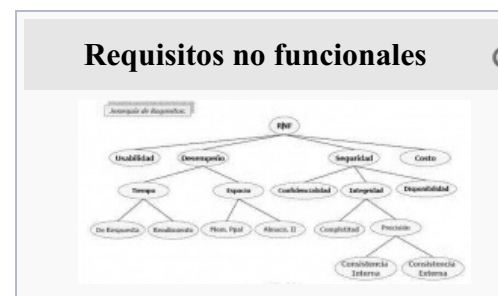 Requisitos no funcionales
Jerarquía de Requisitos:
RNF
Usabilidad Desempeño Seguridad Costo
Tiempo Espacio Confidencialidad Integridad Disponibilidad
De Respuesta Rendimiento Mem. Ppal Almace. II Completitud Precisión
Consistencia Interna Consistencia Externa